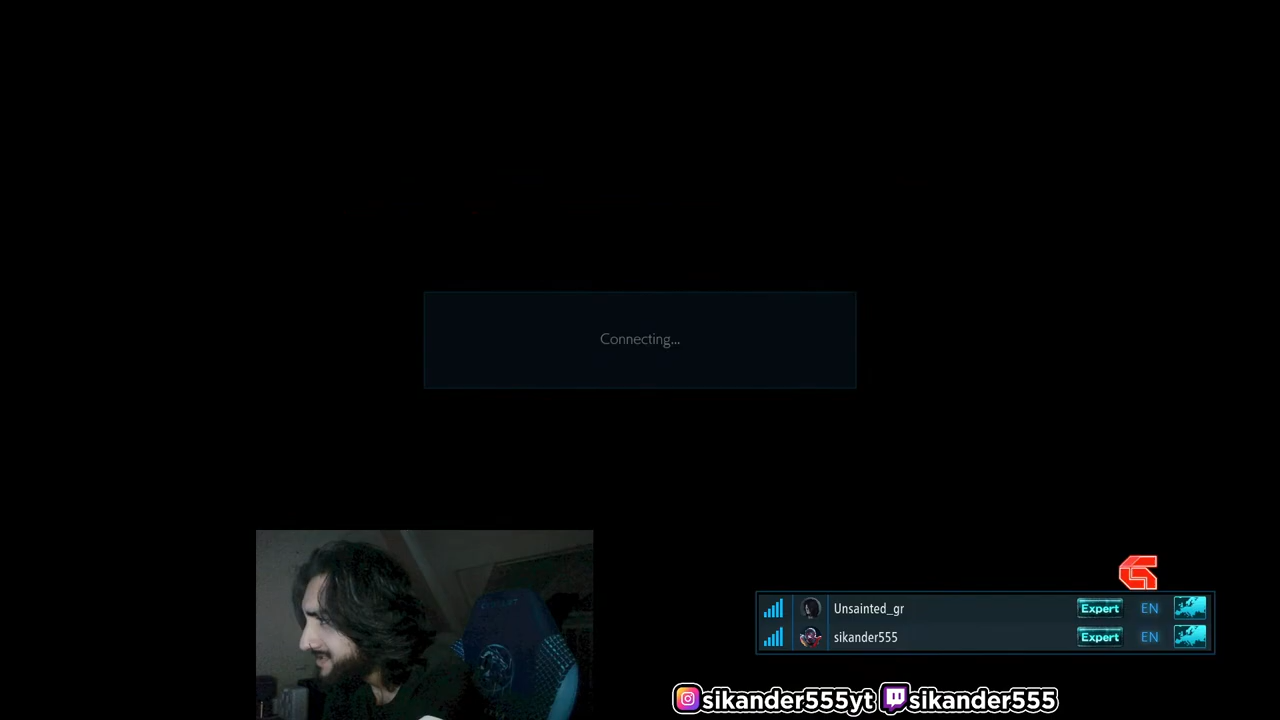 Connecting...
Unsainted_gr Expert EN
sikander555 Expert EN
sikander555yt sikander555